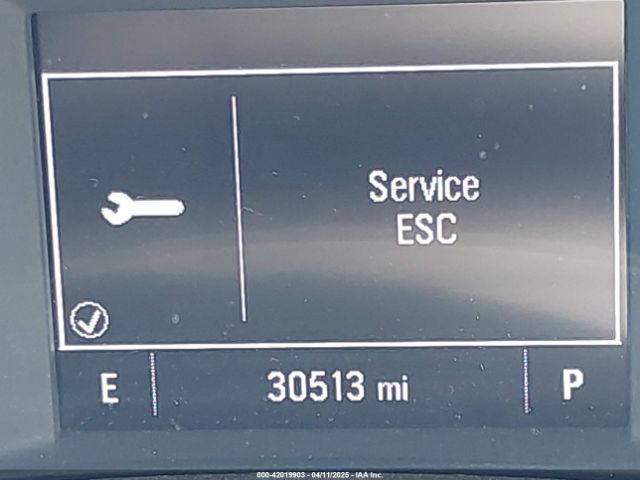 Service
ESC
E 30513 mi P
000-42019903 - 04/11/2025 - IAA Inc.